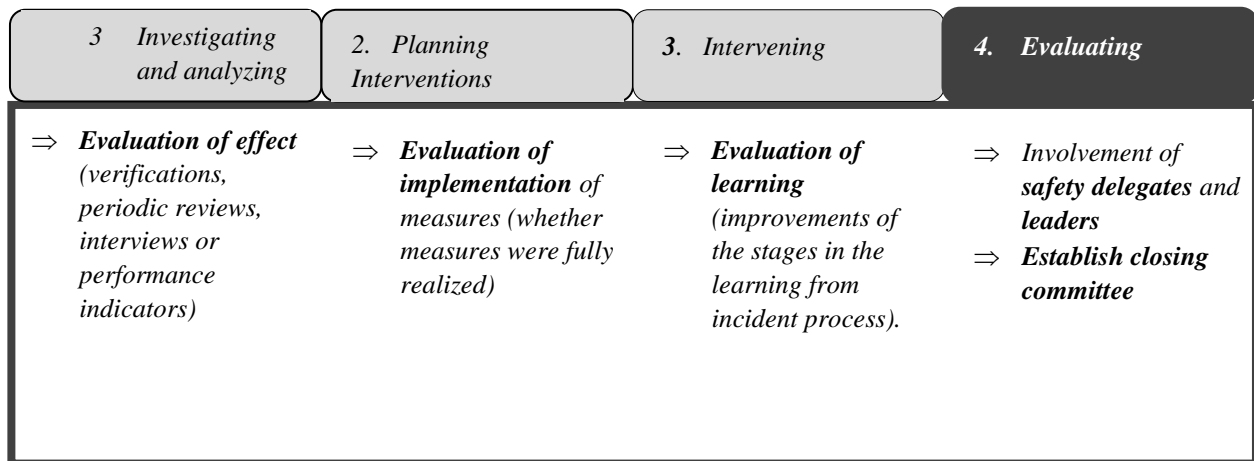 3 Investigating
and analyzing
2. Planning
Interventions
3. Intervening
4. Evaluating
⇒ Evaluation of effect
(verifications,
periodic reviews,
interviews or
performance
indicators)
⇒ Evaluation of
implementation of
measures (whether
measures were fully
realized)
⇒ Evaluation of
learning
(improvements of
the stages in the
learning from
incident process).
⇒ Involvement of
safety delegates and
leaders
⇒ Establish closing
committee